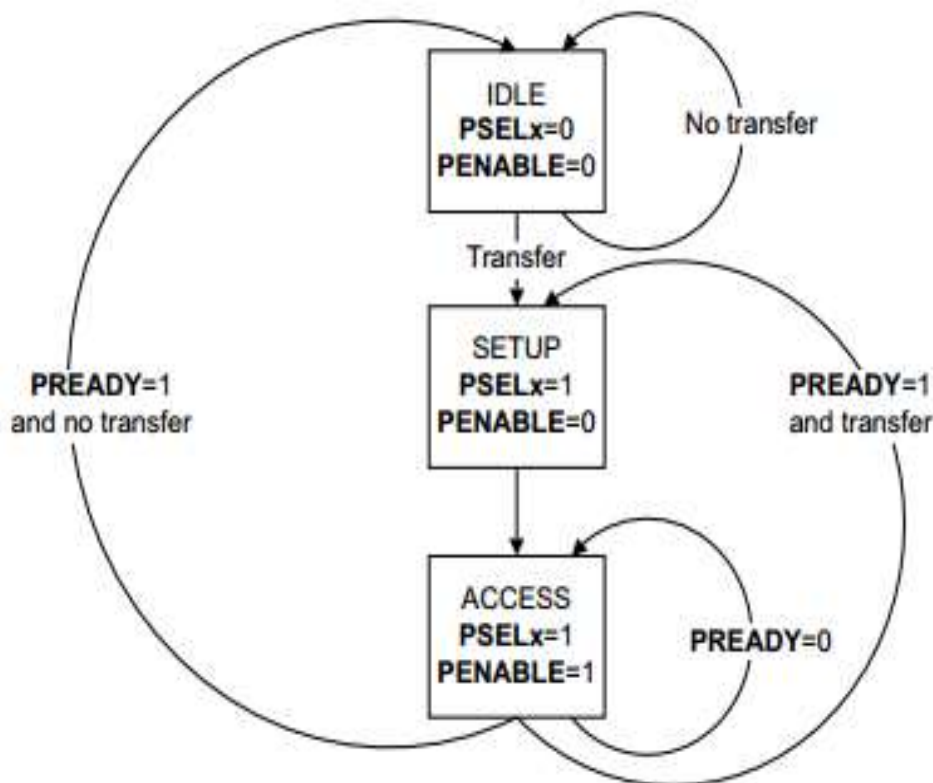 IDLE
PSELx=0
PENABLE=0
No transfer
Transfer
SETUP
PSELx=1
PENABLE=0
PREADY=1
and no transfer
PREADY=1
and transfer
ACCESS
PSELx=1
PENABLE=1
PREADY=0